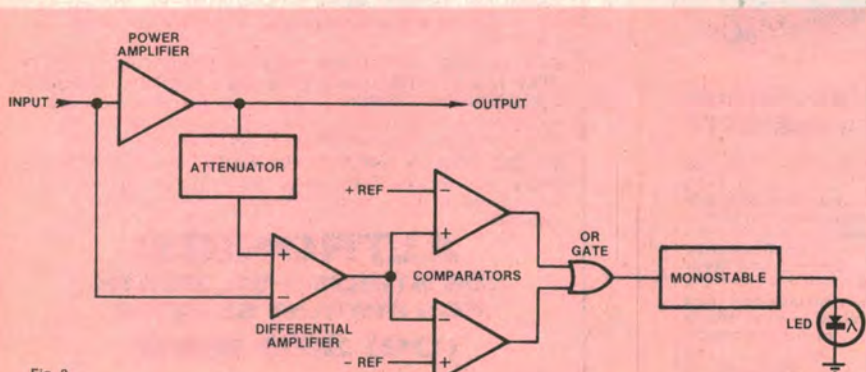 POWER
AMPLIFIER
INPUT
OUTPUT
ATTENUATOR
+ REF
−
+
OR
GATE
+
−
COMPARATORS
MONOSTABLE
DIFFERENTIAL
AMPLIFIER
−
+
− REF
LED
λ